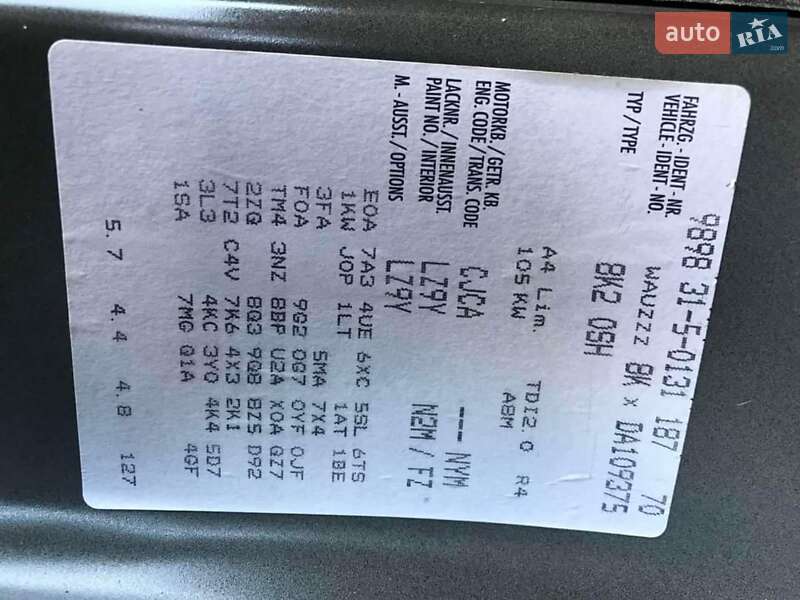 auto RIA.com
9898 31-5-0131 187 70
FAHRZG.-IDENT-NR.
VEHICLE-IDENT-NO.
WAUZZZ 8K x DA109375
TYP/TYPE
8K2 0SH
A4 Lim. TDI2.0 R4
105 KW A8M
MOTORKB./GETR. KB.
ENG. CODE/TRANS. CODE
CJCA --- NYM
LACKNR./INNENAUSST.
PAINT NO./INTERIOR
LZ9Y
LZ9Y N2M / FZ
M.-AUSST./OPTIONS
E0A 7A3 4UE 6XC 5SL 6TS
1KW J0P 1LT 1AT 1BE
3FA 5MA 7X4
F0A 9G2 0G7 0YF 0JF
TM4 3NZ 8BP U2A X0A QZ7
2ZQ 8Q3 9Q8 8Z5 D92
7T2 C4V 7K6 4X3 2K1
3L3 4KC 3Y0 4K4 5D7
1SA 7MG Q1A 4GF
5.7 4.4 4.8 127